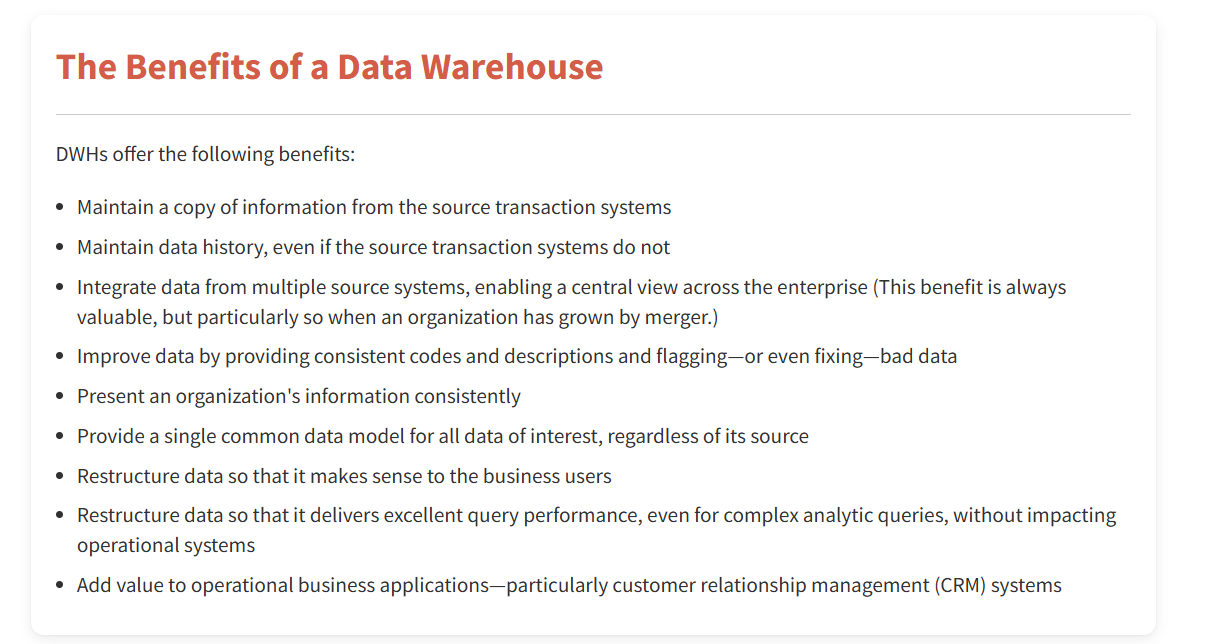 The Benefits of a Data Warehouse
DWHs offer the following benefits:
• Maintain a copy of information from the source transaction systems
• Maintain data history, even if the source transaction systems do not
• Integrate data from multiple source systems, enabling a central view across the enterprise (This benefit is always
valuable, but particularly so when an organization has grown by merger.)
• Improve data by providing consistent codes and descriptions and flagging—or even fixing—bad data
• Present an organization's information consistently
• Provide a single common data model for all data of interest, regardless of its source
• Restructure data so that it makes sense to the business users
• Restructure data so that it delivers excellent query performance, even for complex analytic queries, without impacting
operational systems
• Add value to operational business applications—particularly customer relationship management (CRM) systems